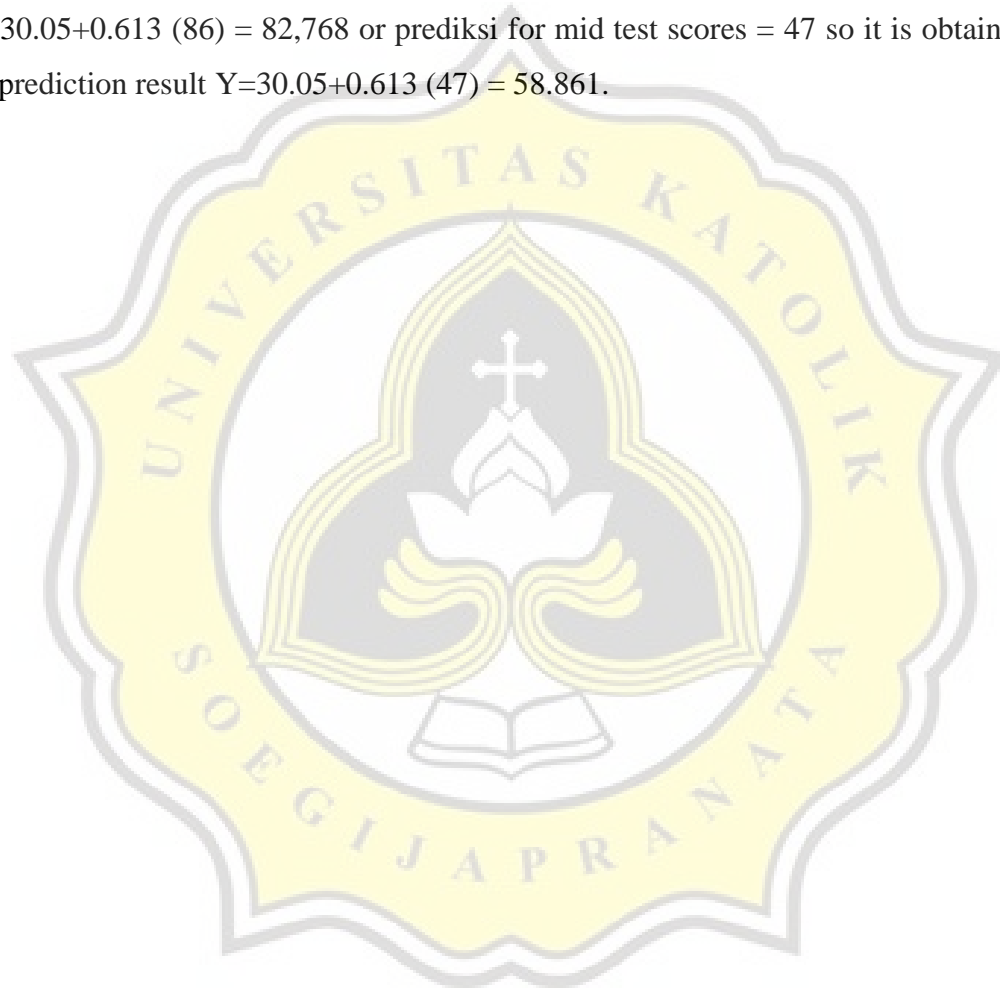 30.05+0.613 (86) = 82,768 or prediksi for mid test scores = 47 so it is obtain
prediction result Y=30.05+0.613 (47) = 58.861.
UNIVERSITAS KATOLIK
SOEGIJAPRANATA